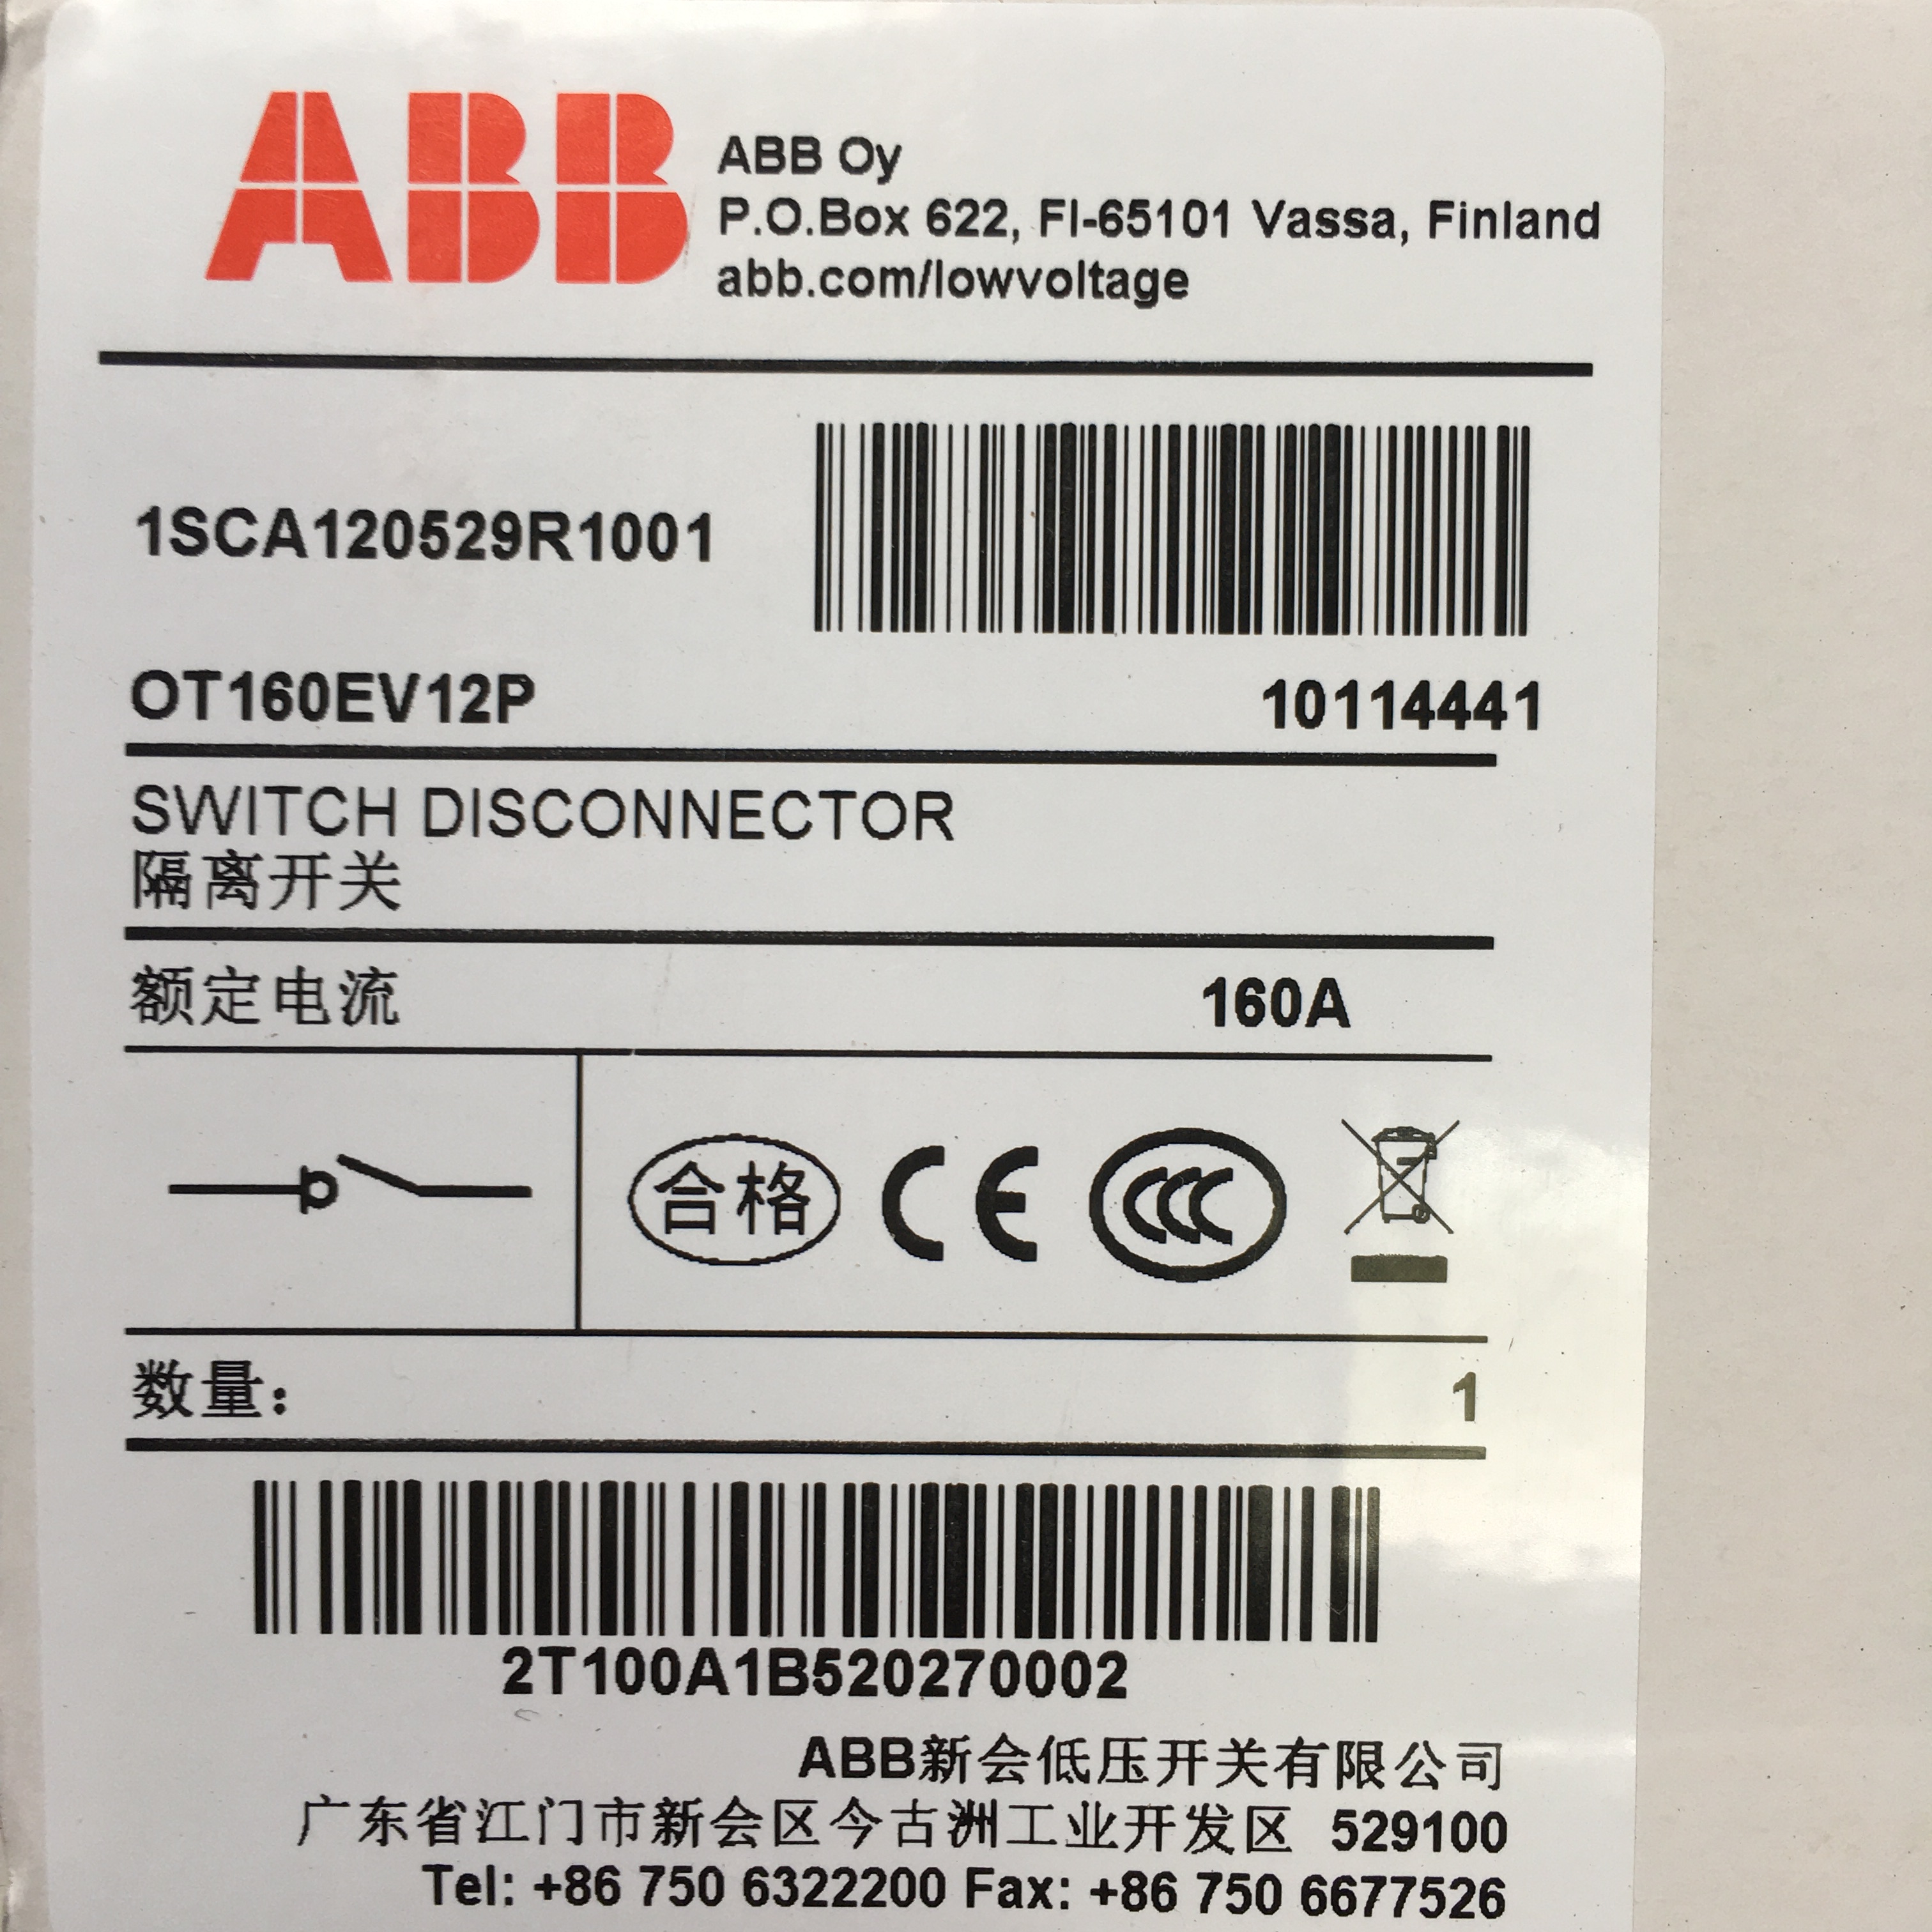 ABB
ABB Oy
P.O.Box 622, FI-65101 Vassa, Finland
abb.com/lowvoltage
1SCA120529R1001
OT160EV12P
10114441
SWITCH DISCONNECTOR
隔离开关
额定电流 160A
合格 CE CCC
数量： 1
2T100A1B520270002
ABB新会低压开关有限公司
广东省江门市新会区今古洲工业开发区 529100
Tel: +86 750 6322200 Fax: +86 750 6677526